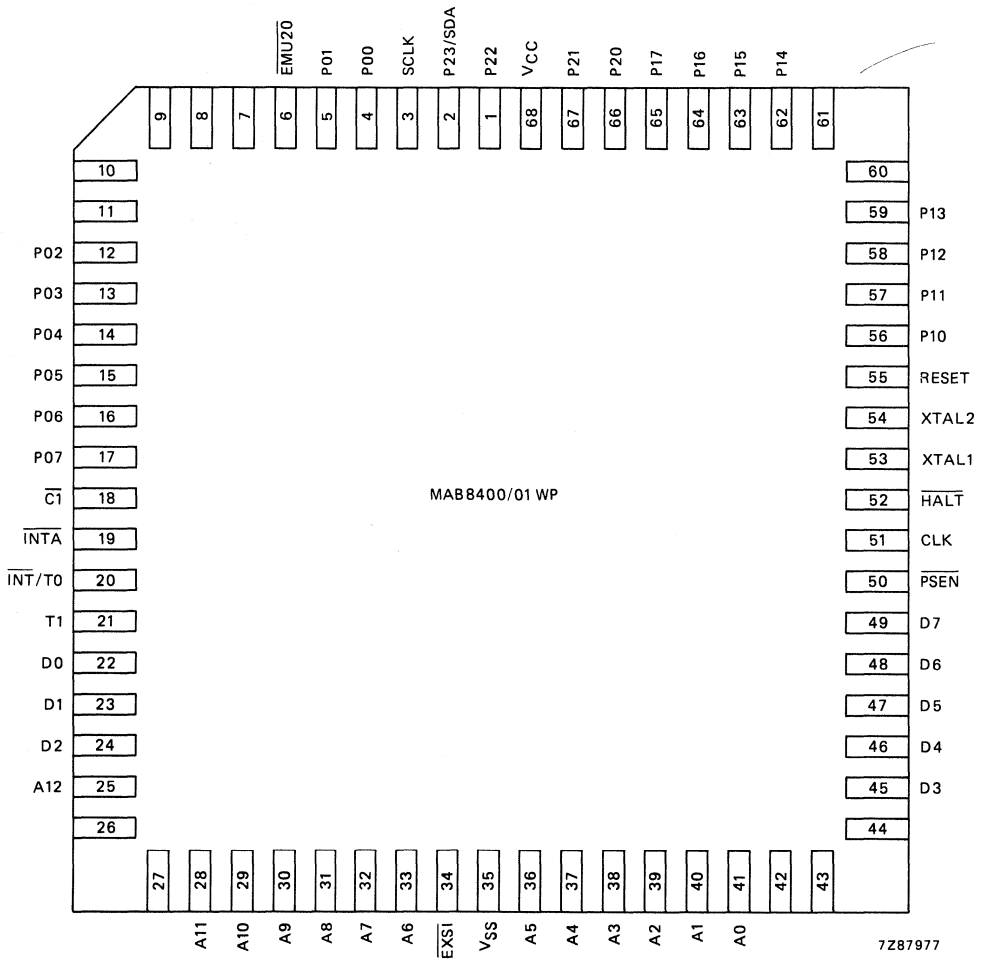 EMU20 P01 P00 SCLK P23/SDA P22 VCC P21 P20 P17 P16 P15 P14
9 8 7 6 5 4 3 2 1 68 67 66 65 64 63 62 61
10 60
11 59 P13
P02 12 58 P12
P03 13 57 P11
P04 14 56 P10
P05 15 55 RESET
P06 16 54 XTAL2
P07 17 53 XTAL1
MAB8400/01 WP
C1 18 52 HALT
INTA 19 51 CLK
INT/T0 20 50 PSEN
T1 21 49 D7
D0 22 48 D6
D1 23 47 D5
D2 24 46 D4
A12 25 45 D3
26 44
27 28 29 30 31 32 33 34 35 36 37 38 39 40 41 42 43
A11 A10 A9 A8 A7 A6 EXSI VSS A5 A4 A3 A2 A1 A0
7Z87977